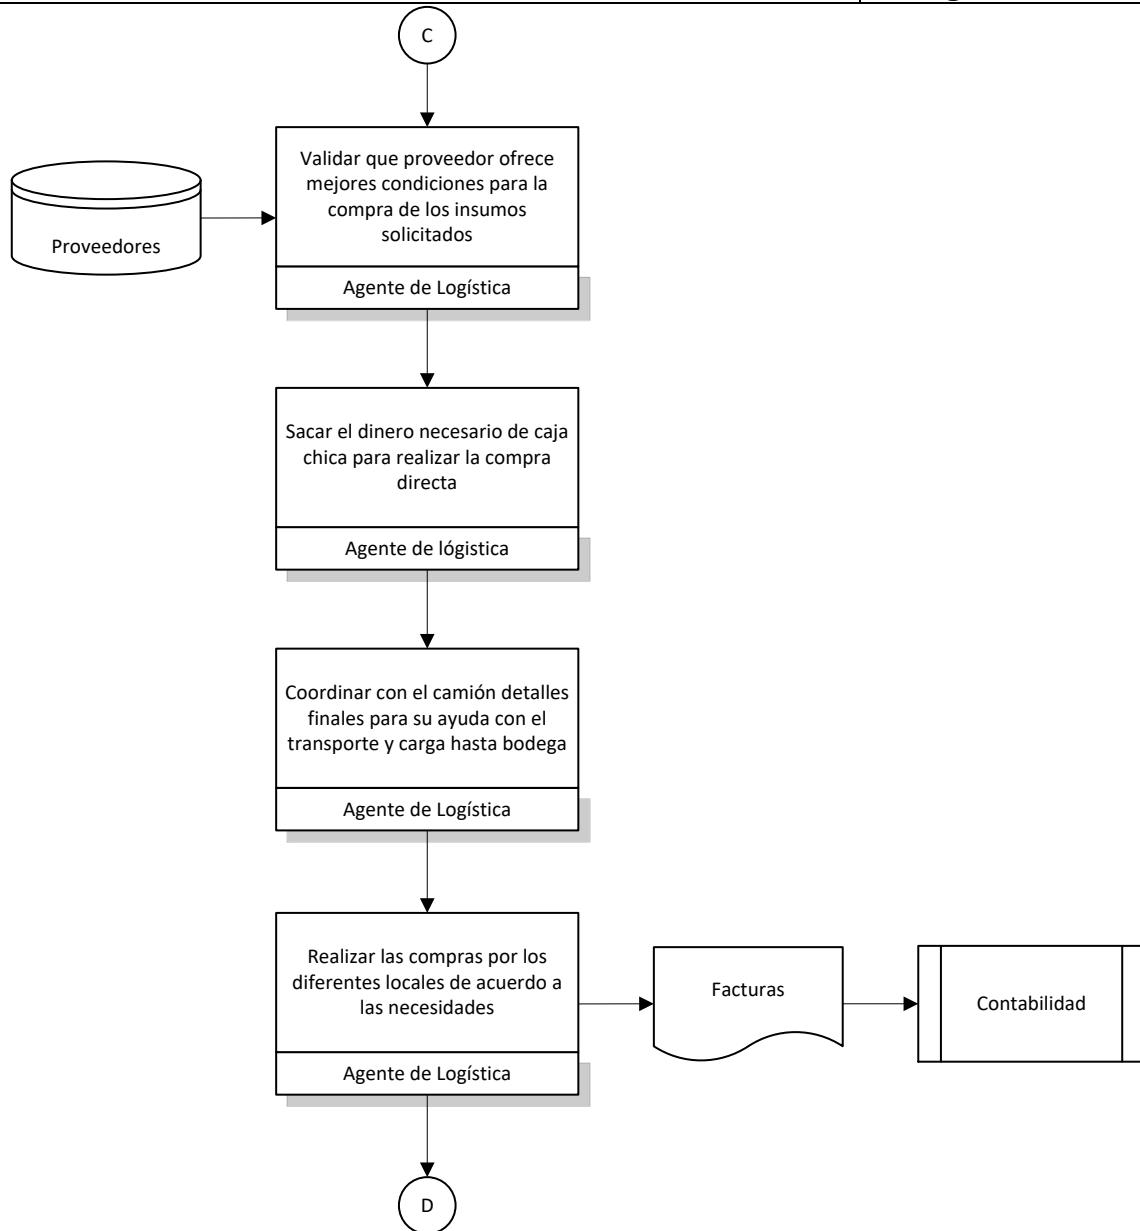 C
Validar que proveedor ofrece
mejores condiciones para la
compra de los insumos
solicitados
Proveedores
Agente de Logística
Sacar el dinero necesario de caja
chica para realizar la compra
directa
Agente de lógistica
Coordinar con el camión detalles
finales para su ayuda con el
transporte y carga hasta bodega
Agente de Logística
Realizar las compras por los
diferentes locales de acuerdo a
las necesidades
Agente de Logística
Facturas
Contabilidad
D